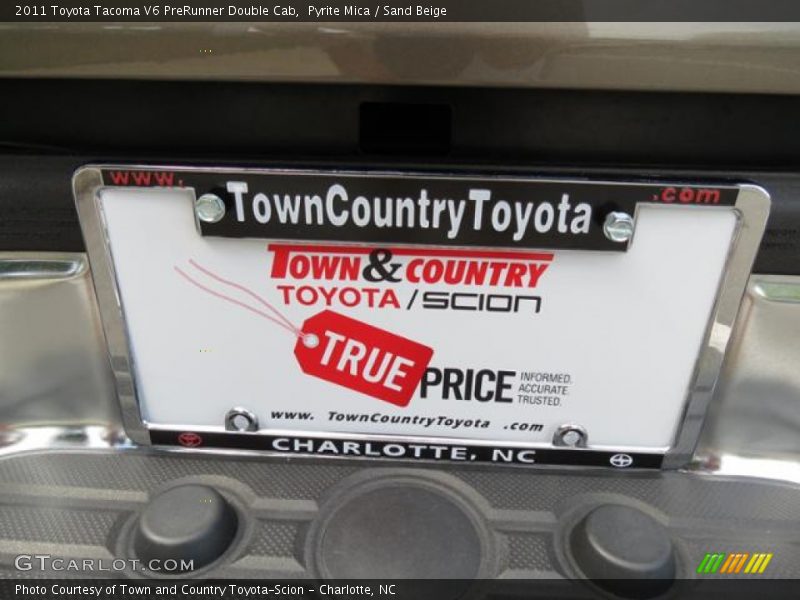 2011 Toyota Tacoma V6 PreRunner Double Cab,  Pyrite Mica / Sand Beige
www. TownCountryToyota .com
TOWN & COUNTRY
TOYOTA / SCION
TRUE PRICE
INFORMED.
ACCURATE.
TRUSTED.
www. TownCountryToyota .com
CHARLOTTE, NC
GTCARLOT.COM
Photo Courtesy of Town and Country Toyota-Scion – Charlotte, NC